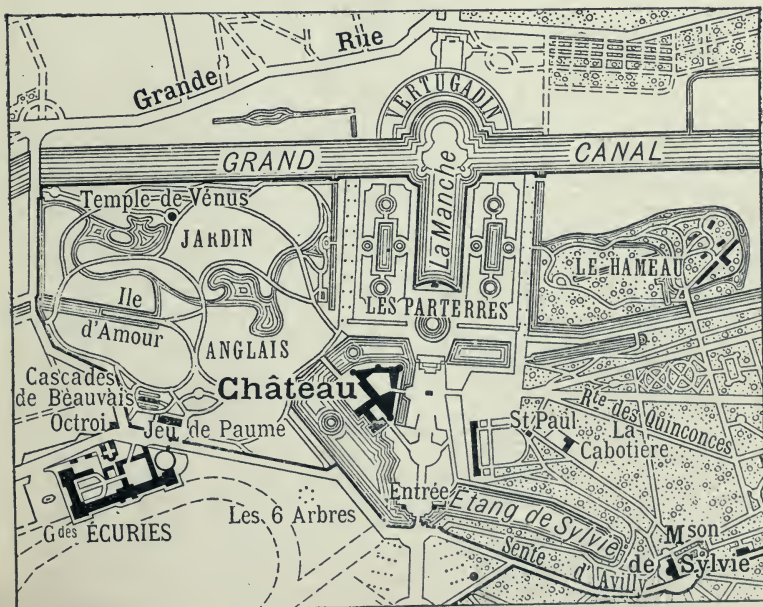 Grande Rue
VERTUGADIN
GRAND CANAL
La Manche
Temple de Vénus
JARDIN
LE HAMEAU
Ile
d'Amour
LES PARTERRES
ANGLAIS
Château
Cascades
de Beauvais
Octroi
Jeu de Paume
St Paul
Rte des Quinconces
La
Cabotière
Entrée
Etang de Sylvie
Les 6 Arbres
Gdes ÉCURIES
Sente d'Avilly
Mson
de Sylvie